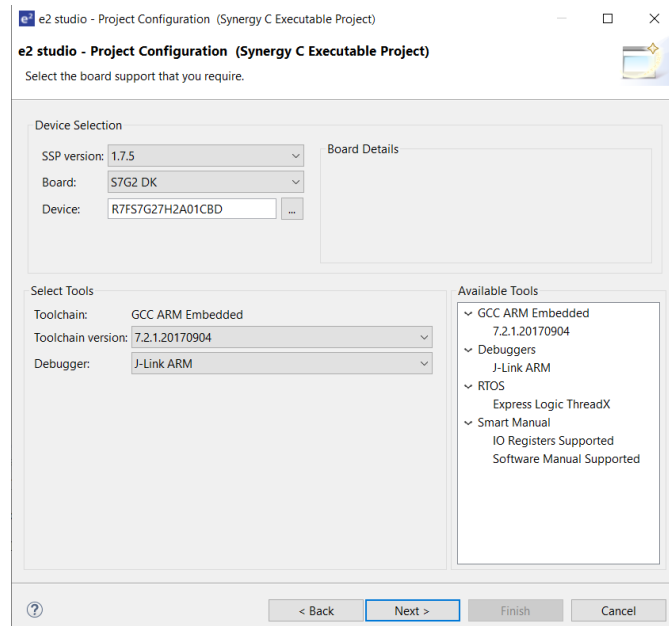 e² e2 studio - Project Configuration (Synergy C Executable Project)
e2 studio - Project Configuration (Synergy C Executable Project)
Select the board support that you require.
Device Selection
SSP version: 1.7.5
Board: S7G2 DK
Device: R7FS7G27H2A01CBD ...
Board Details
Select Tools
Toolchain: GCC ARM Embedded
Toolchain version: 7.2.1.20170904
Debugger: J-Link ARM
Available Tools
GCC ARM Embedded
7.2.1.20170904
Debuggers
J-Link ARM
RTOS
Express Logic ThreadX
Smart Manual
IO Registers Supported
Software Manual Supported
? < Back Next > Finish Cancel